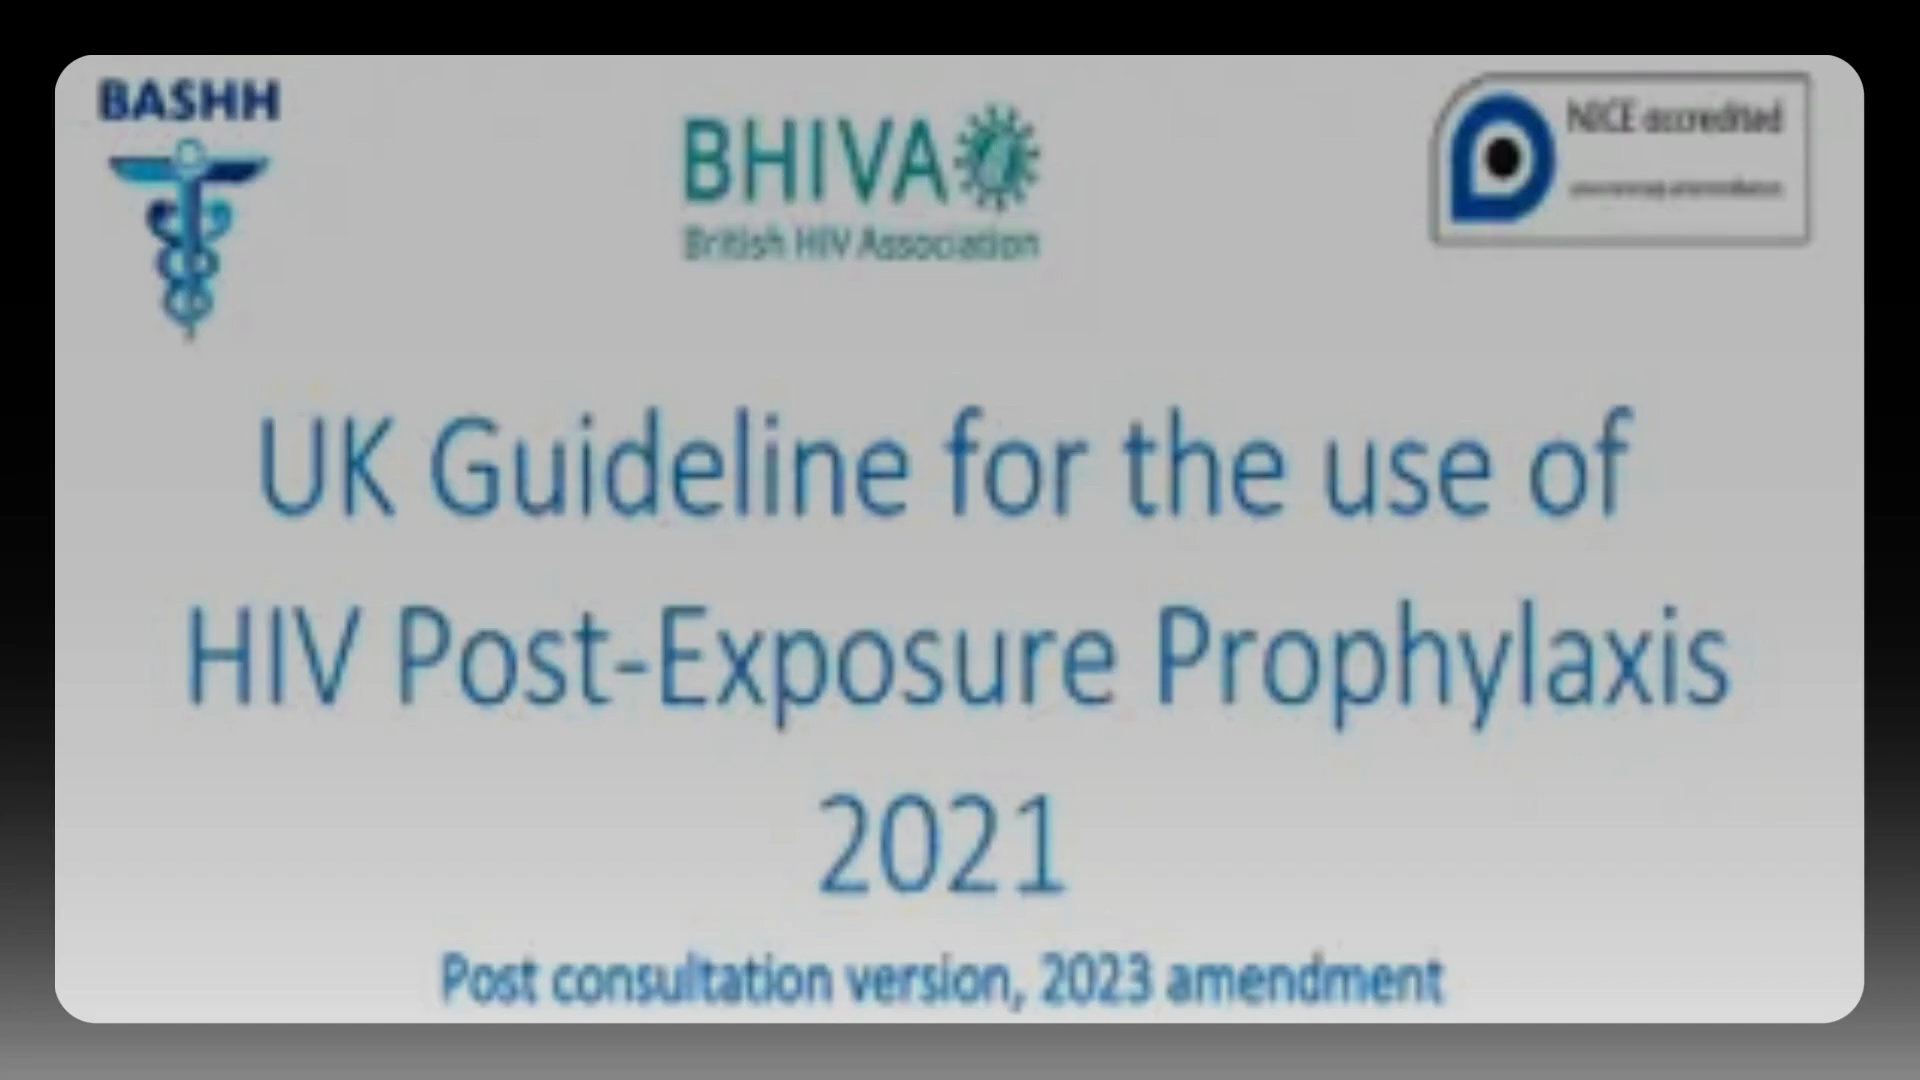 BASHH
BHIVA
British HIV Association
NICE accredited
UK Guideline for the use of
HIV Post-Exposure Prophylaxis
2021
Post consultation version, 2023 amendment